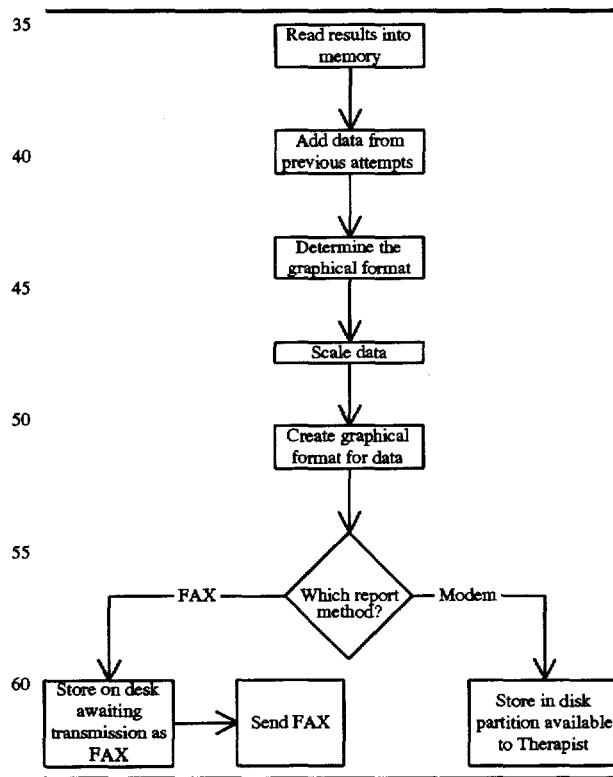 35
Read results into
memory
40
Add data from
previous attempts
Determine the
graphical format
45
Scale data
50
Create graphical
format for data
55
Which report
method?
FAX
Modem
60
Store on desk
awaiting
transmission as
FAX
Send FAX
Store in disk
partition available
to Therapist